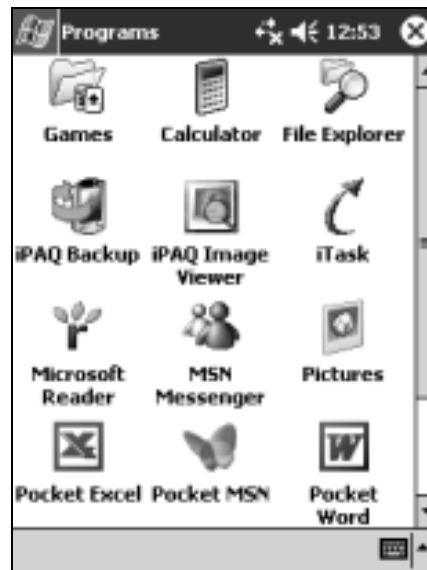 Programs 12:53
Games Calculator File Explorer
iPAQ Backup iPAQ Image Viewer iTask
Microsoft Reader MSN Messenger Pictures
Pocket Excel Pocket MSN Pocket Word